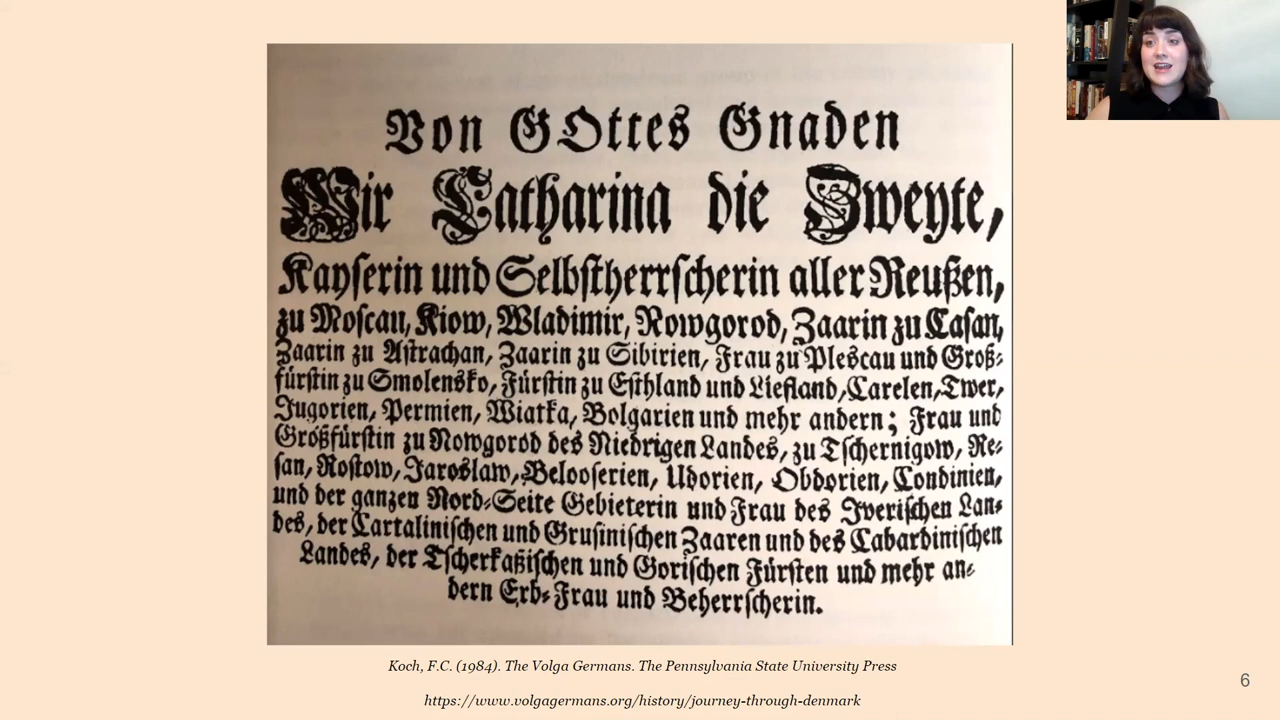 Von GOttes Gnaden
Wir Catharina die Zweyte,
Kayserin und Selbstherrscherin aller Reußen,
zu Moscau, Kiow, Wladimir, Nowgorod, Zaarin zu Casan,
Zaarin zu Astrachan, Zaarin zu Sibirien, Frau zu Plescau und Groß-
fürstin zu Smolensko, Fürstin zu Esthland und Liefland, Carelen, Twer,
Jugorien, Permien, Wiatka, Bolgarien und mehr andern; Frau und
Großfürstin zu Nowgorod des Niedrigen Landes, zu Tschernigow, Re-
san, Rostow, Jaroslaw, Belooserien, Udorien, Obdorien, Condinien,
und der ganzen Nord-Seite Gebieterin und Frau des Iverischen Lan-
des, der Cartalinischen und Grusinischen Zaaren und des Cabardinischen
Landes, der Tscherkaßischen und Gorischen Fürsten und mehr an-
dern Erb-Frau und Beherrscherin.
Koch, F.C. (1984). The Volga Germans. The Pennsylvania State University Press
https://www.volgagermans.org/history/journey-through-denmark
6